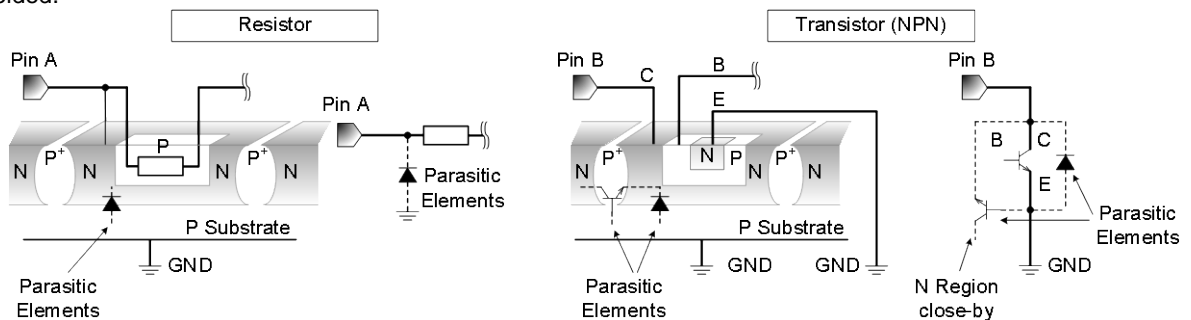 Resistor
Transistor (NPN)
Pin A
Pin A
N
P+
N
P
N
P+
N
Parasitic
Elements
P Substrate
GND
Parasitic
Elements
Pin B
C
B
E
N
P+
N
N
P
N
P+
N
P Substrate
GND
GND
Parasitic
Elements
Pin B
B
C
E
Parasitic
Elements
GND
N Region
close-by